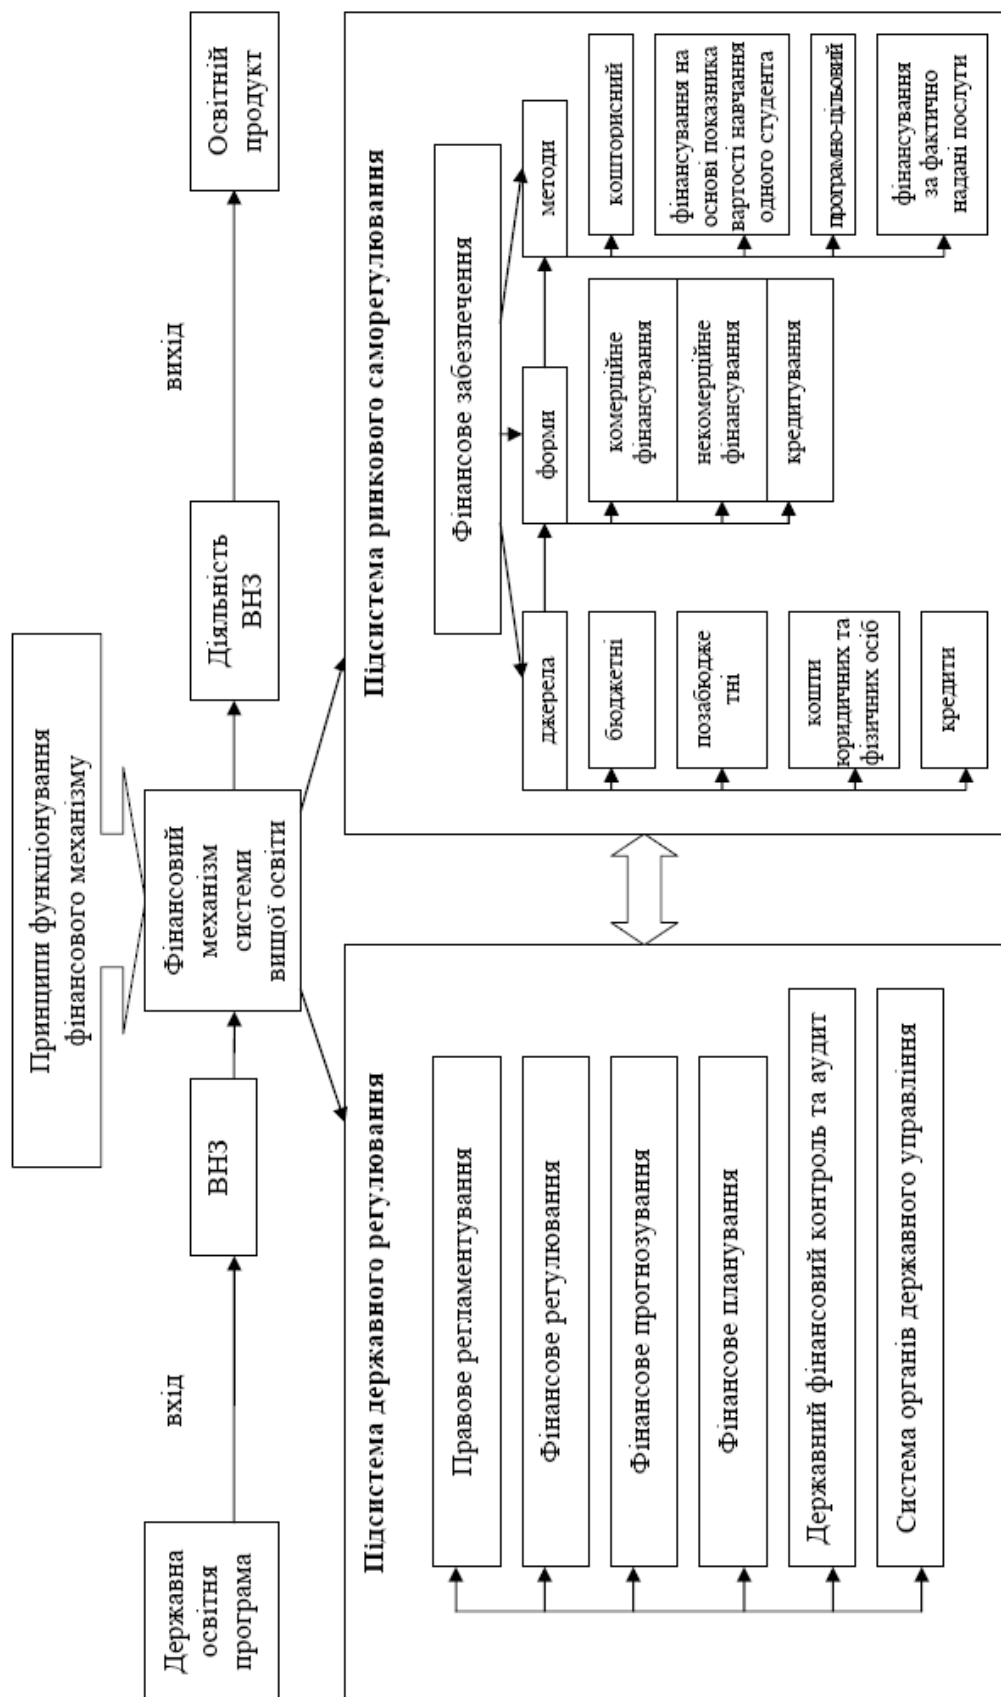 Принципи функціонування
фінансового механізму
Державна
освітня
програма
вхід
ВНЗ
Фінансовий
механізм
системи
вищої освіти
Діяльність
ВНЗ
вихід
Освітній
продукт
Підсистема державного регулювання
Правове регламентування
Фінансове регулювання
Фінансове прогнозування
Фінансове планування
Державний фінансовий контроль та аудит
Система органів державного управління
Підсистема ринкового саморегулювання
Фінансове забезпечення
джерела
бюджетні
позабюдже
тні
кошти
юридичних та
фізичних осіб
кредити
форми
комерційне
фінансування
некомерційне
фінансування
кредитування
методи
кошторисний
фінансування на
основі показника
вартості навчання
одного студента
програмно-цільовий
фінансування
за фактично
надані послуги